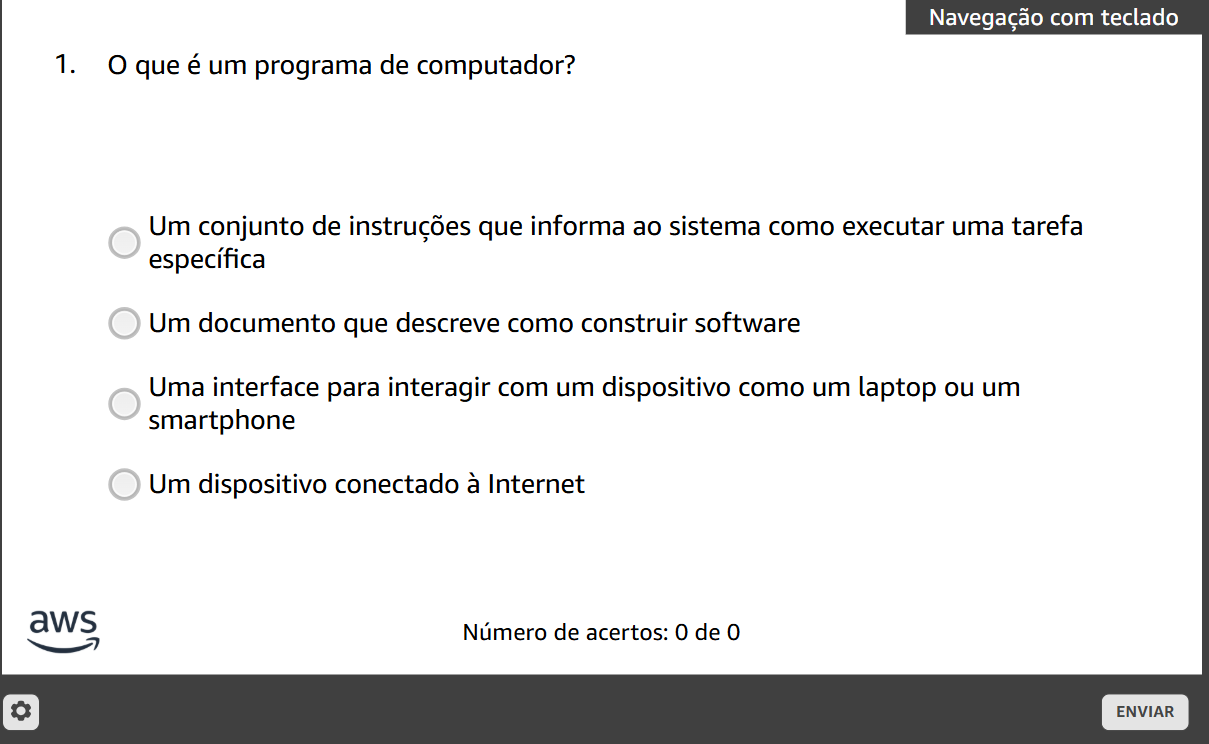 Navegação com teclado
1. O que é um programa de computador?
Um conjunto de instruções que informa ao sistema como executar uma tarefa
específica
Um documento que descreve como construir software
Uma interface para interagir com um dispositivo como um laptop ou um
smartphone
Um dispositivo conectado à Internet
aws
Número de acertos: 0 de 0
ENVIAR